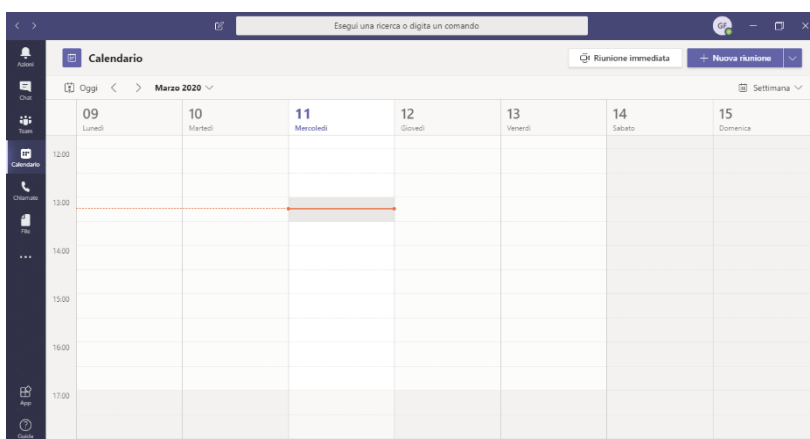 Esegui una ricerca o digita un comando
GF
Azioni
Chat
Team
Calendario
Chiamate
File
App
Guida
Calendario
Riunione immediata
+ Nuova riunione
Oggi < > Marzo 2020
Settimana
09 10 11 12 13 14 15
Lunedì Martedì Mercoledì Giovedì Venerdì Sabato Domenica
12:00
13:00
14:00
15:00
16:00
17:00